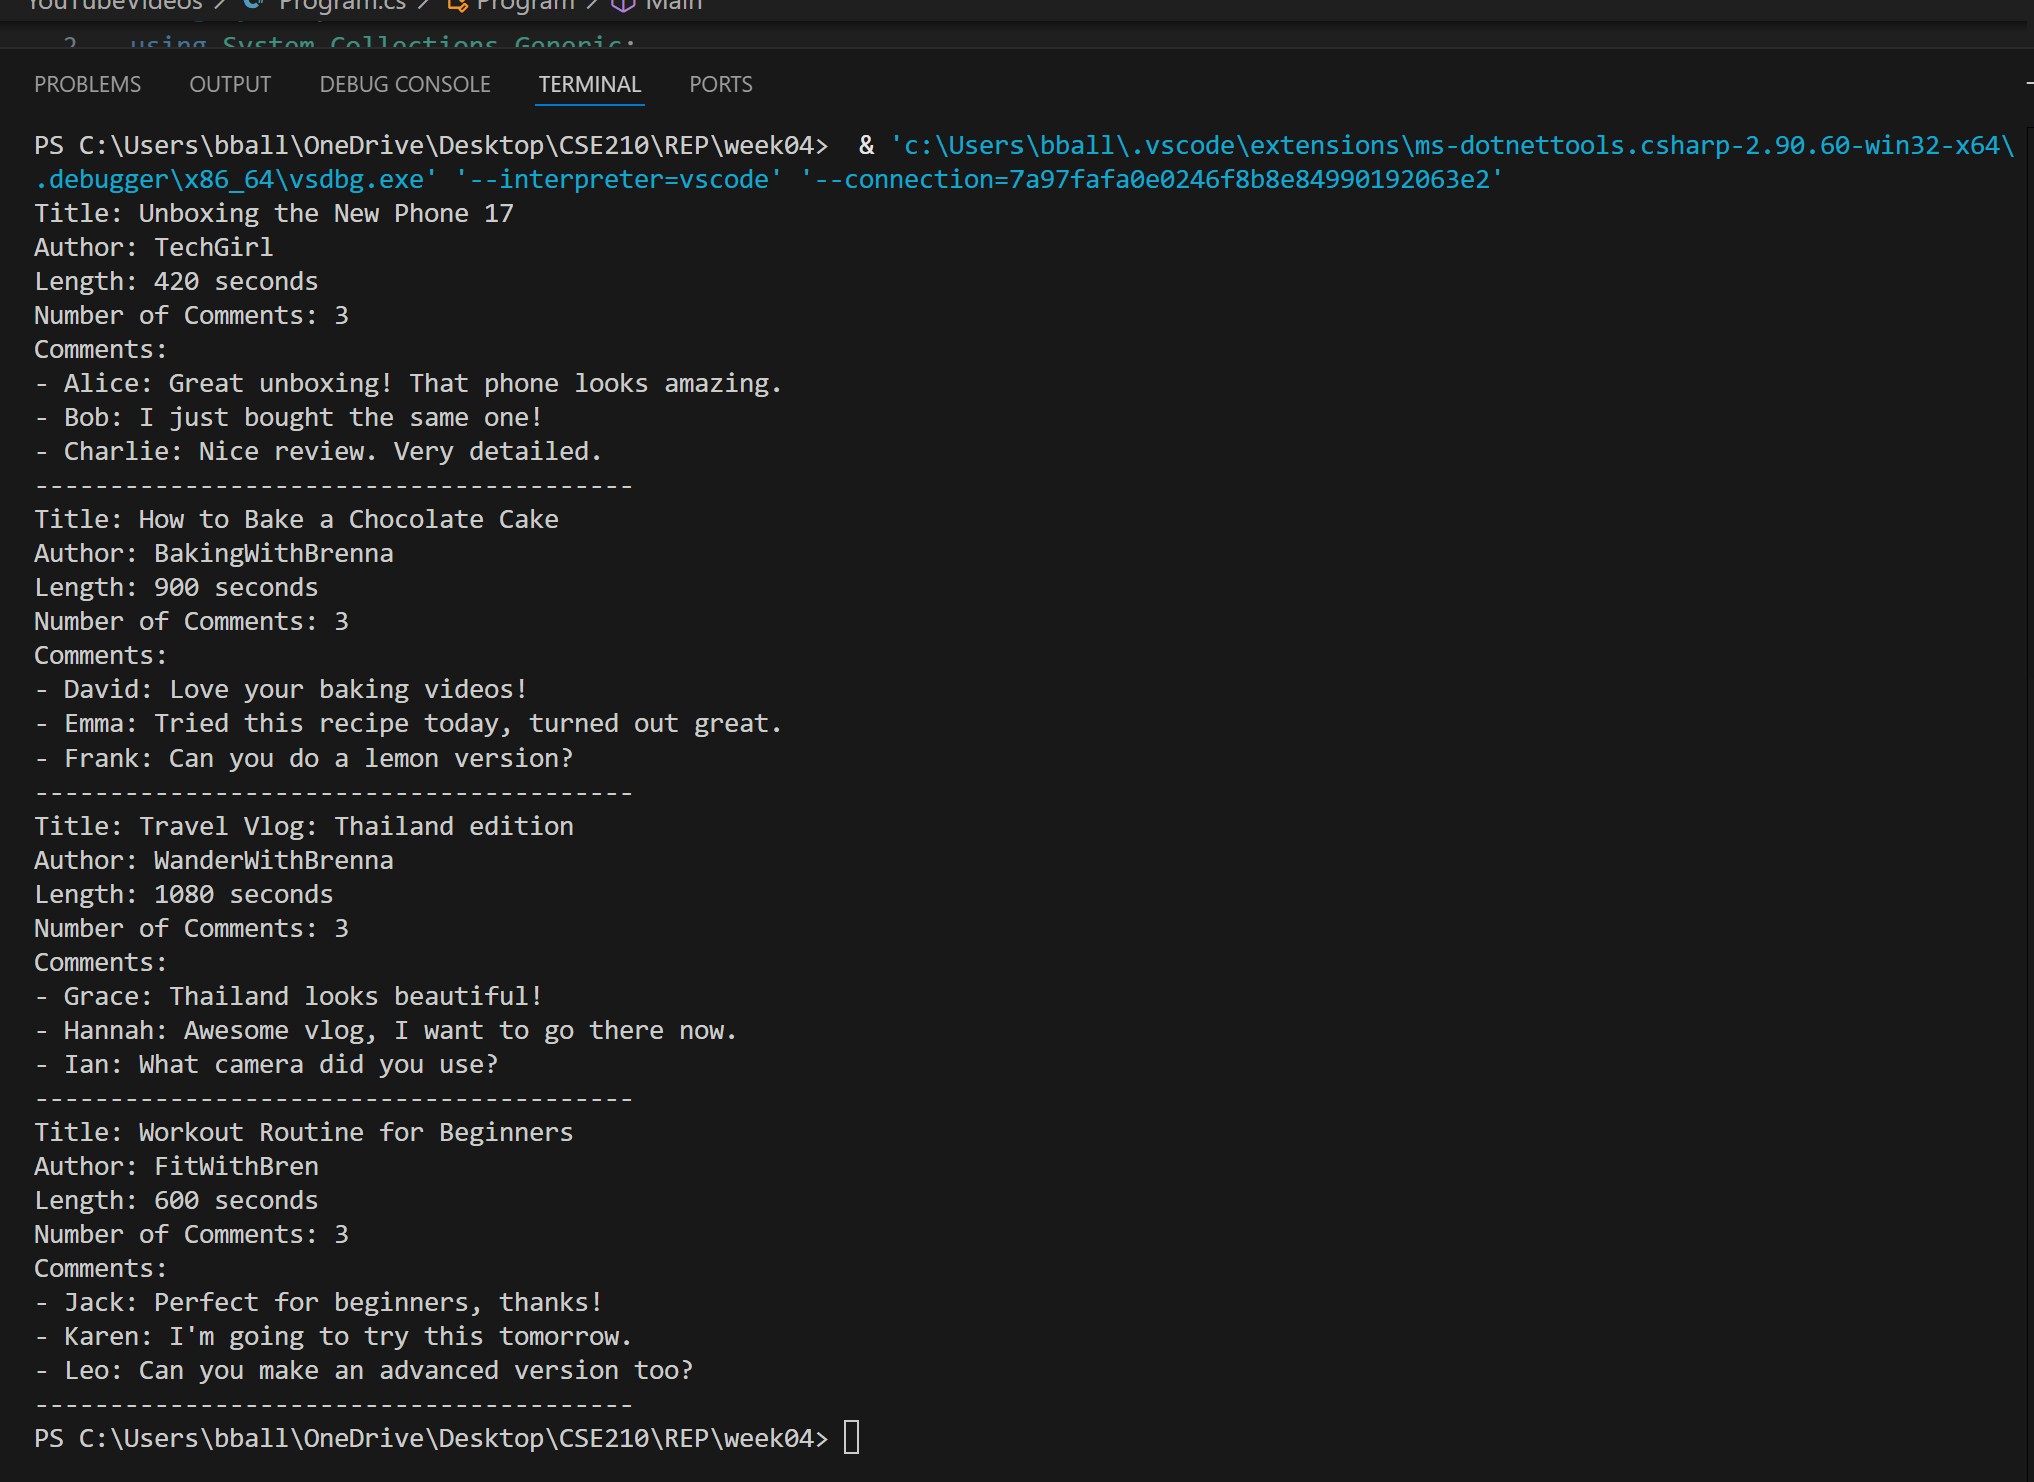 YouTubeVideos > Program.cs > Program > Main
2 using System.Collections.Generic;
PROBLEMS OUTPUT DEBUG CONSOLE TERMINAL PORTS
PS C:\Users\bball\OneDrive\Desktop\CSE210\REP\week04>  & 'c:\Users\bball\.vscode\extensions\ms-dotnettools.csharp-2.90.60-win32-x64\
.debugger\x86_64\vsdbg.exe' '--interpreter=vscode' '--connection=7a97fafa0e0246f8b8e84990192063e2'
Title: Unboxing the New Phone 17
Author: TechGirl
Length: 420 seconds
Number of Comments: 3
Comments:
- Alice: Great unboxing! That phone looks amazing.
- Bob: I just bought the same one!
- Charlie: Nice review. Very detailed.
----------------------------------------
Title: How to Bake a Chocolate Cake
Author: BakingWithBrenna
Length: 900 seconds
Number of Comments: 3
Comments:
- David: Love your baking videos!
- Emma: Tried this recipe today, turned out great.
- Frank: Can you do a lemon version?
----------------------------------------
Title: Travel Vlog: Thailand edition
Author: WanderWithBrenna
Length: 1080 seconds
Number of Comments: 3
Comments:
- Grace: Thailand looks beautiful!
- Hannah: Awesome vlog, I want to go there now.
- Ian: What camera did you use?
----------------------------------------
Title: Workout Routine for Beginners
Author: FitWithBren
Length: 600 seconds
Number of Comments: 3
Comments:
- Jack: Perfect for beginners, thanks!
- Karen: I'm going to try this tomorrow.
- Leo: Can you make an advanced version too?
----------------------------------------
PS C:\Users\bball\OneDrive\Desktop\CSE210\REP\week04>